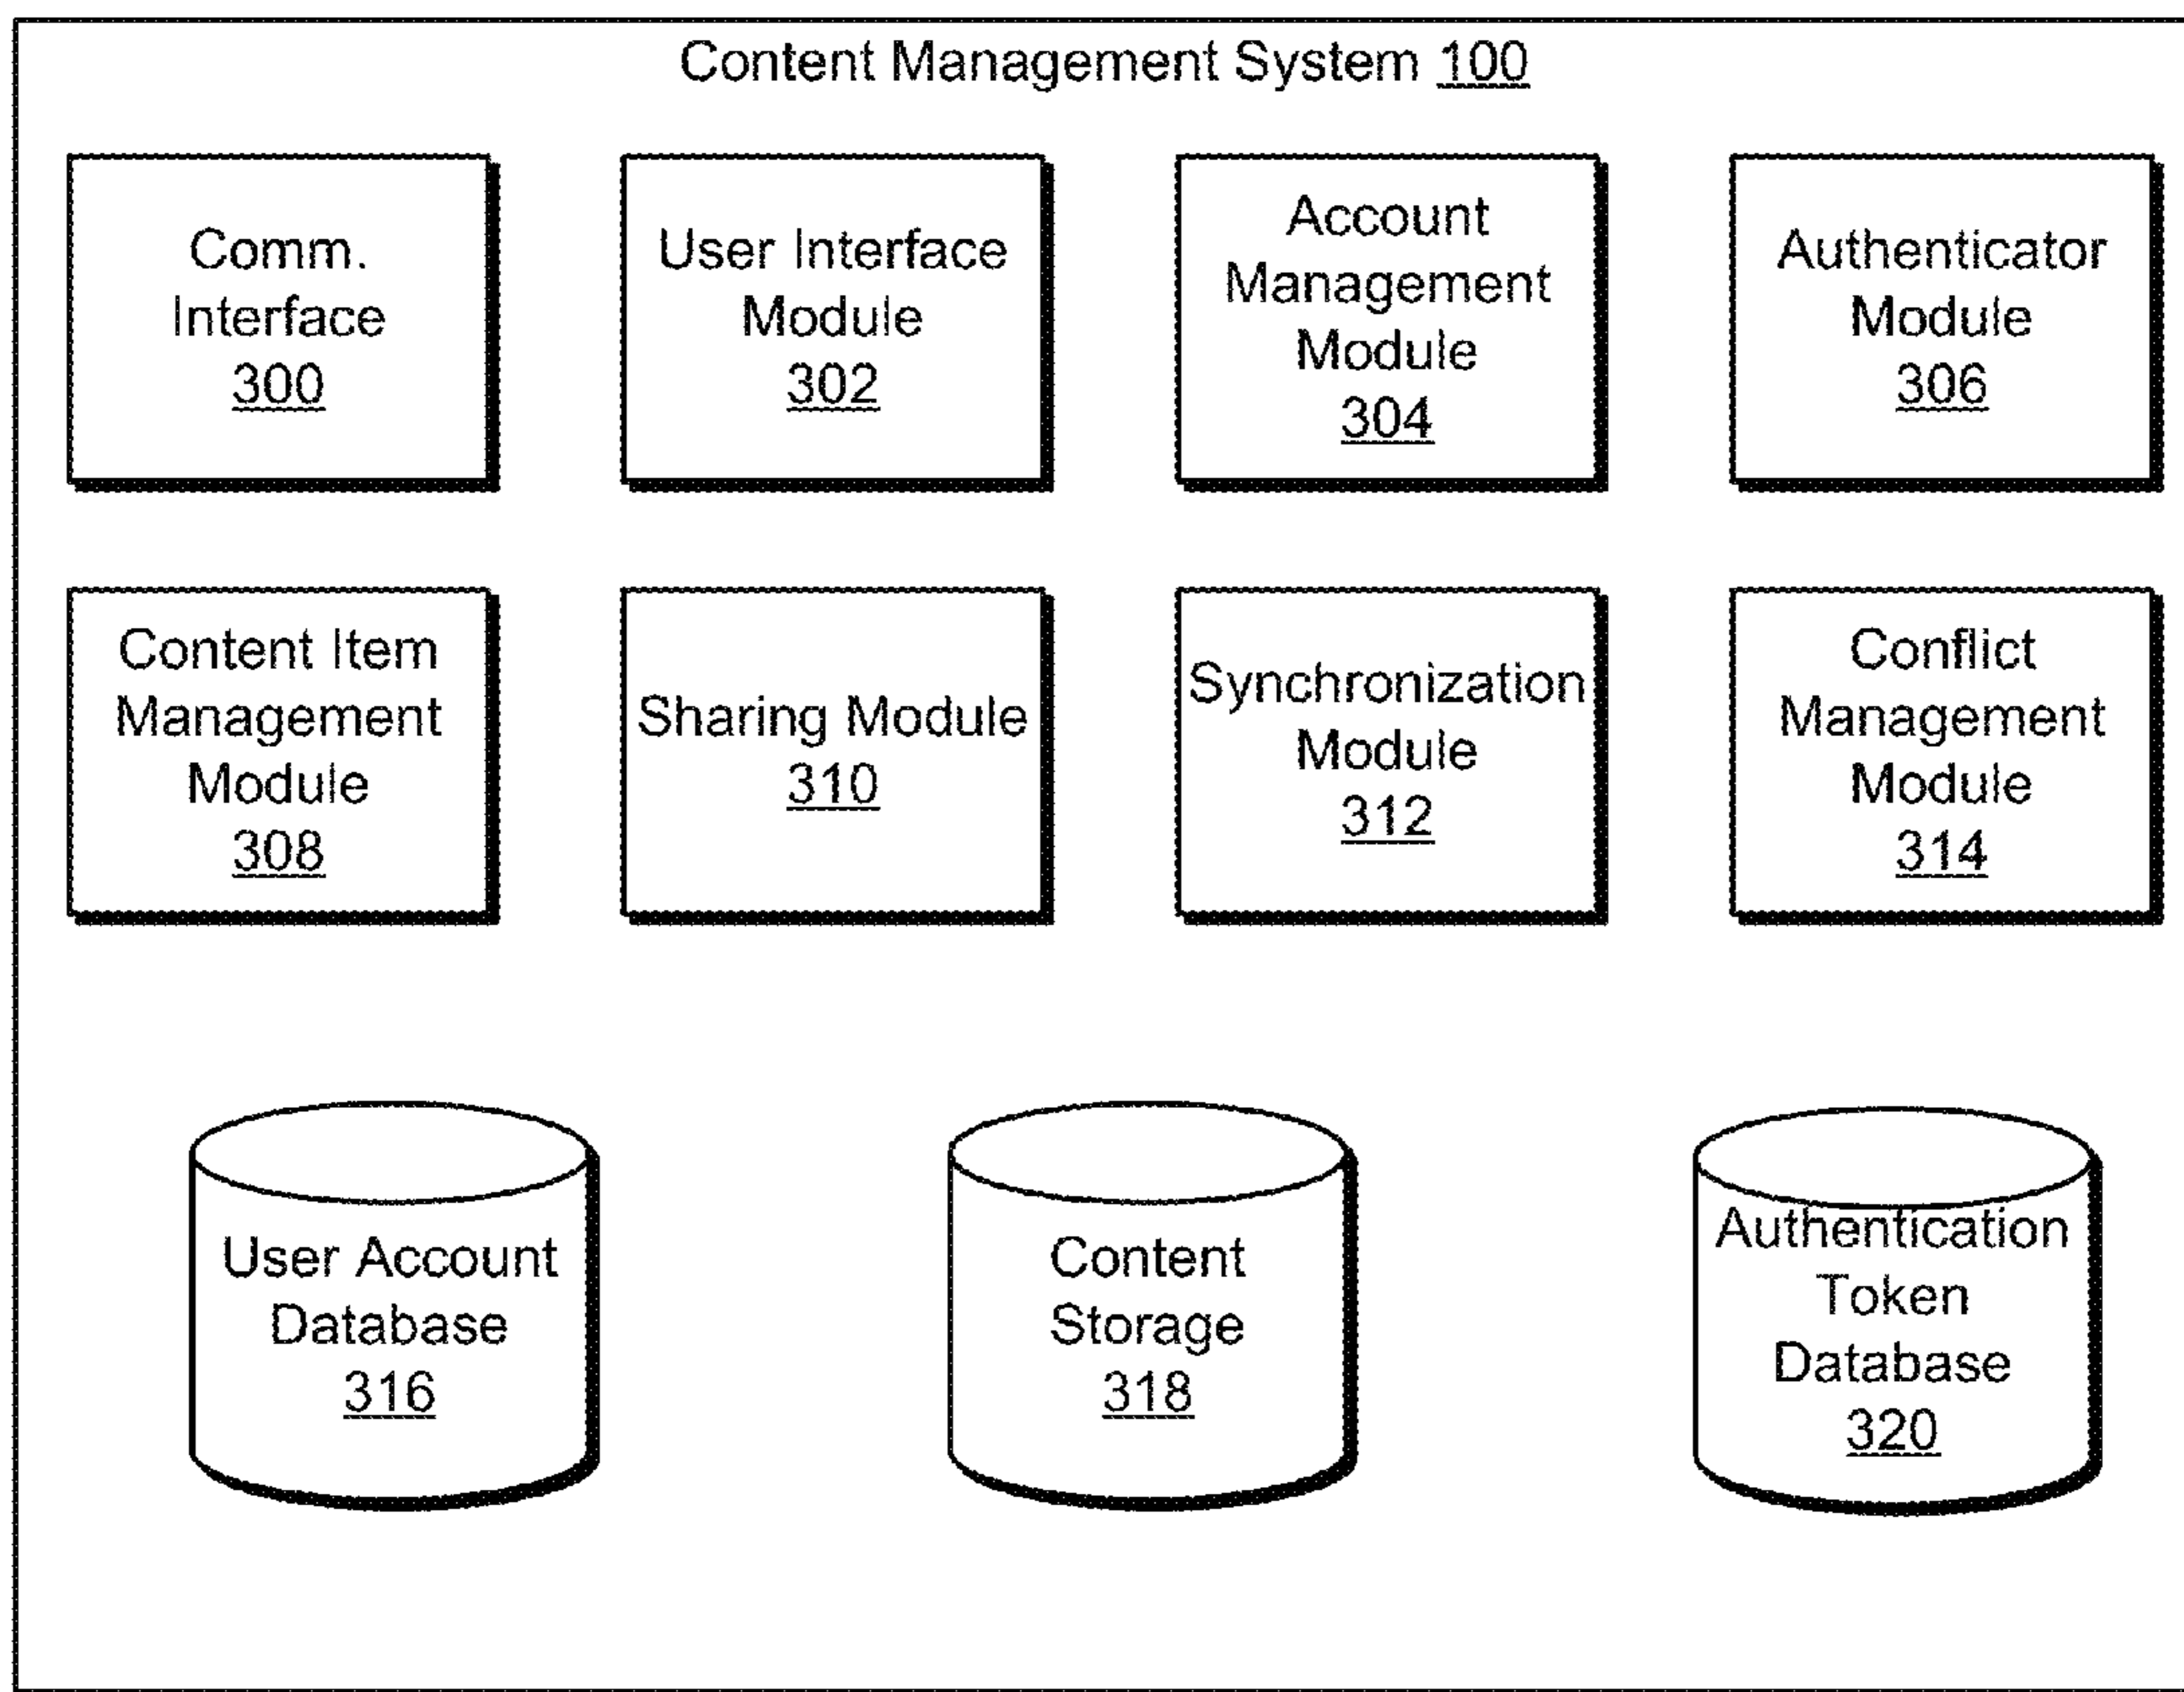 Content Management System 100
Comm.
Interface
300
User Interface
Module
302
Account
Management
Module
304
Authenticator
Module
306
Content Item
Management
Module
308
Sharing Module
310
Synchronization
Module
312
Conflict
Management
Module
314
User Account
Database
316
Content
Storage
318
Authentication
Token
Database
320